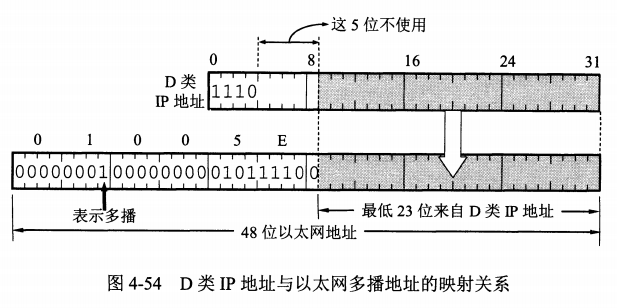 这 5 位不使用
0 8 16 24 31
D 类
IP 地址
1110
0 1 0 0 5 E
00000001 00000000 01011110 0
表示多播
最低 23 位来自 D 类 IP 地址
48 位以太网地址
图 4-54 D 类 IP 地址与以太网多播地址的映射关系